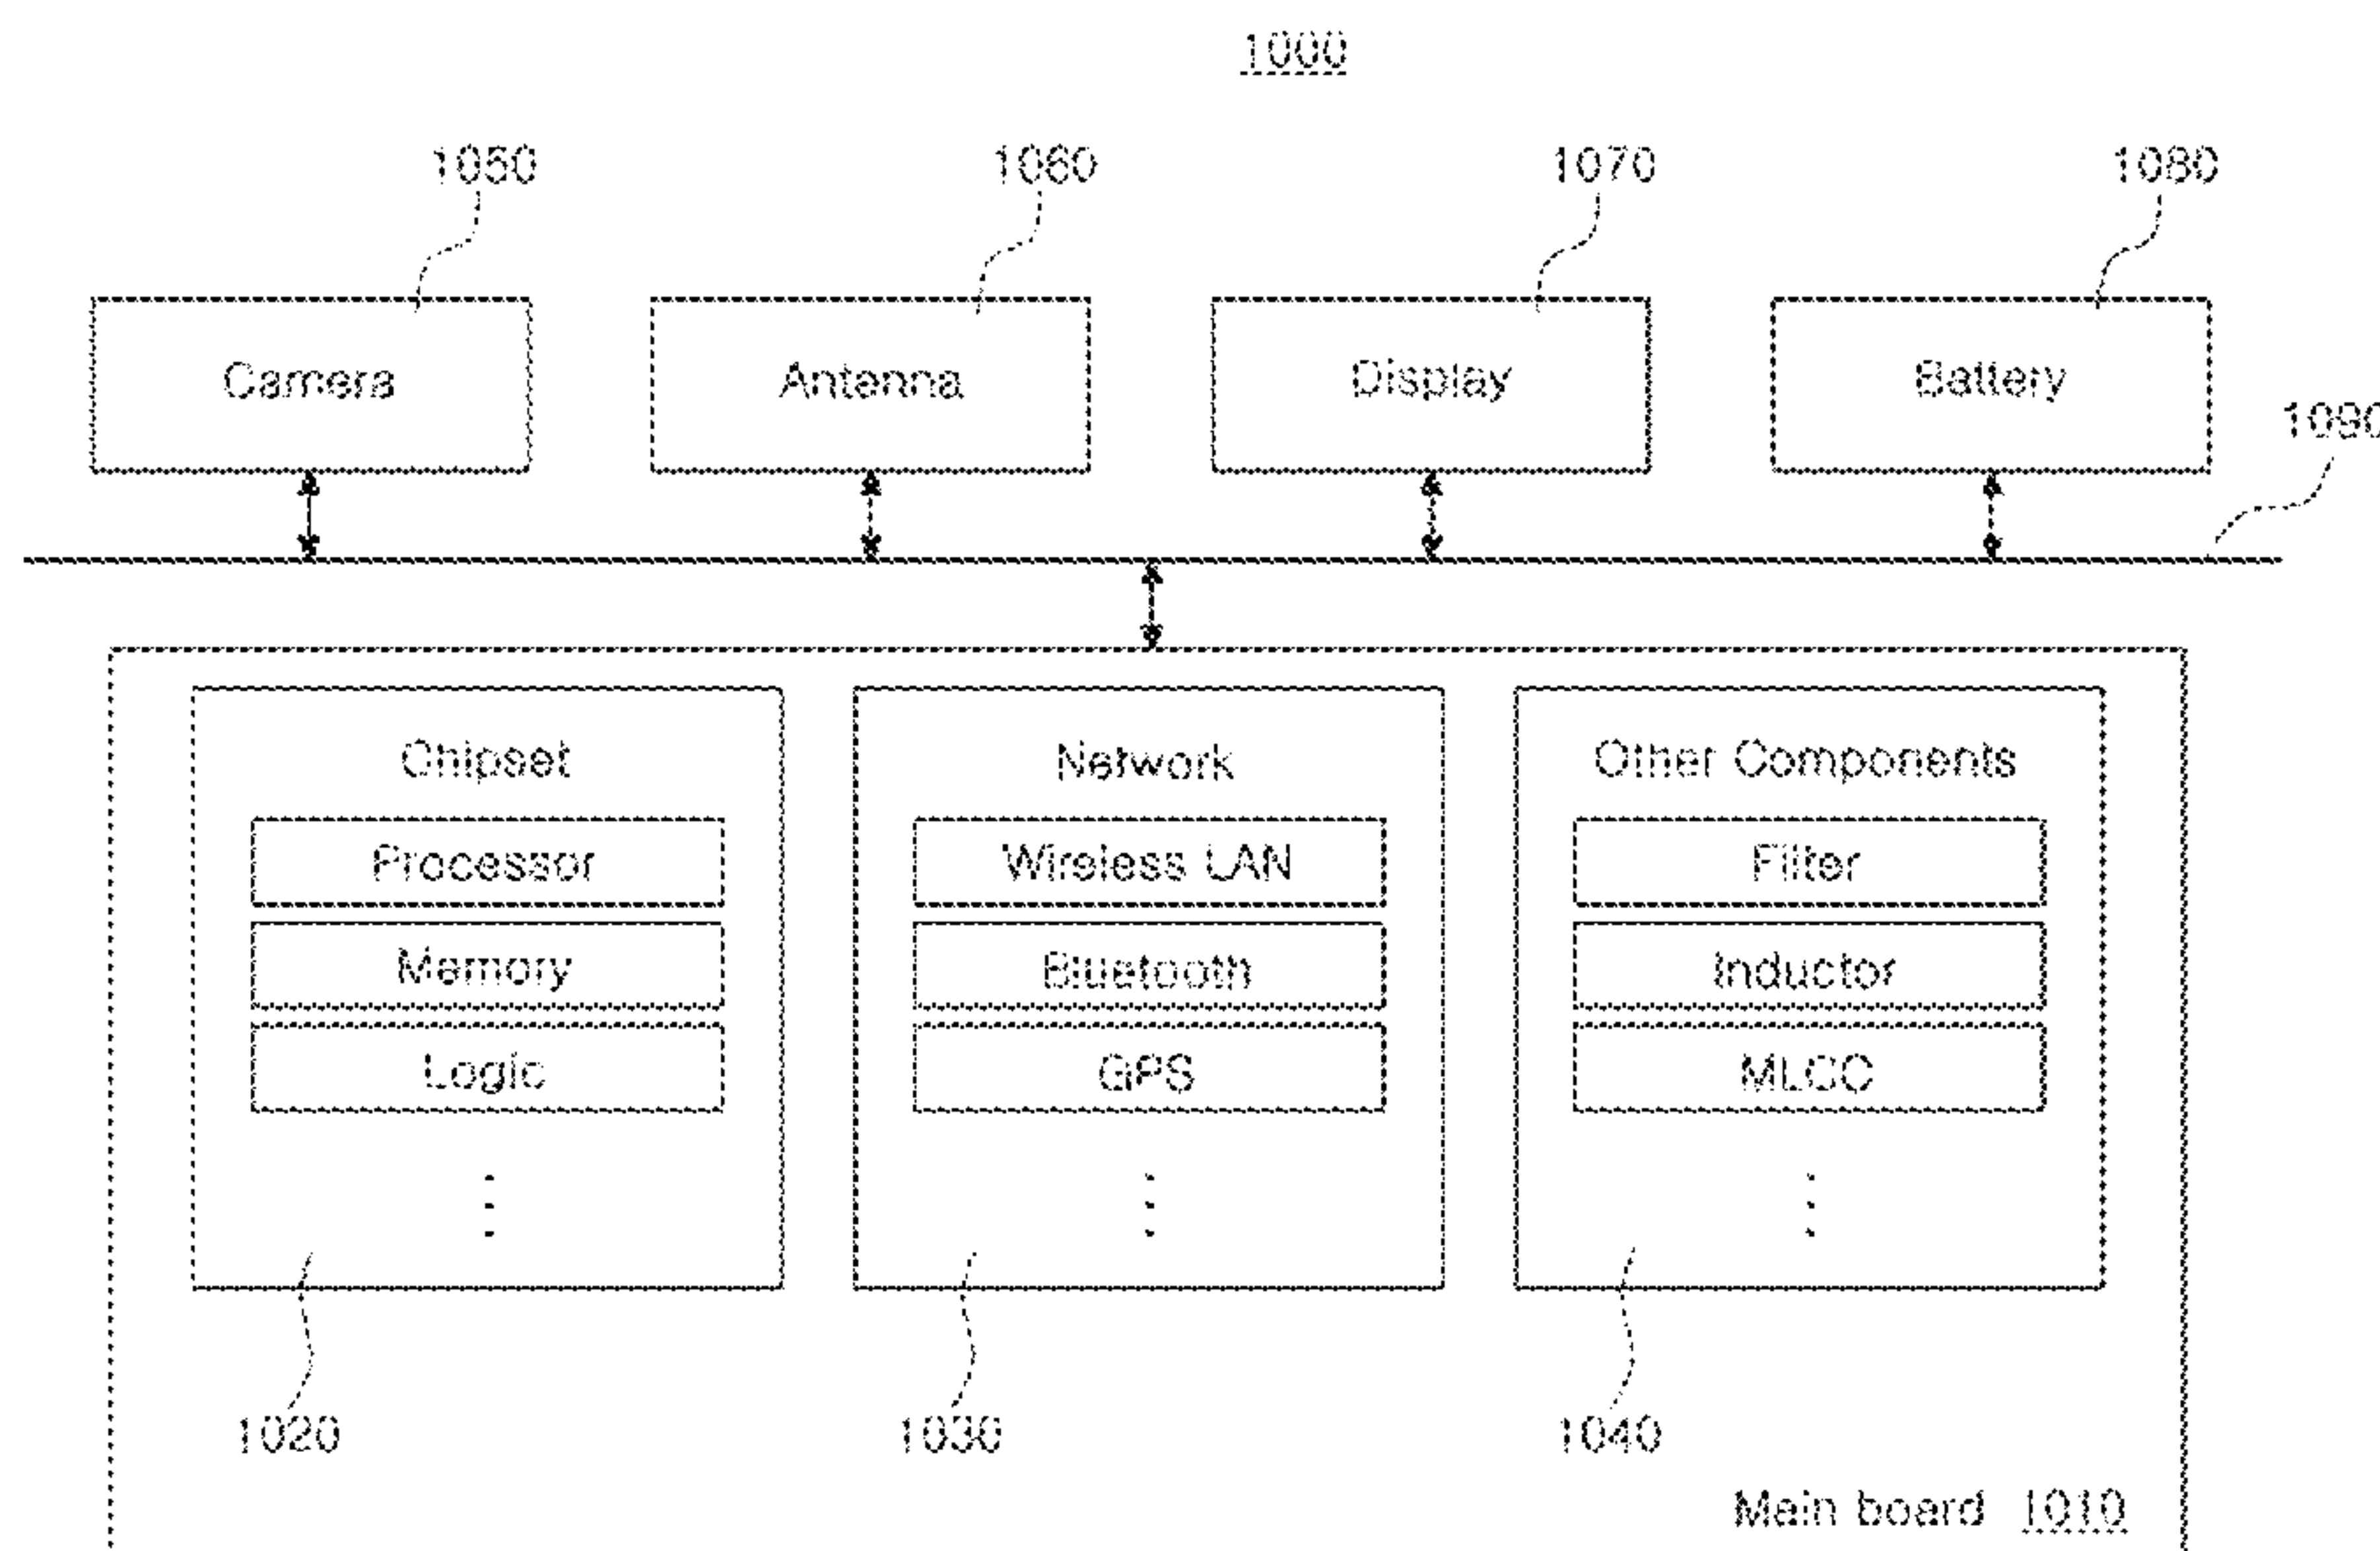 1000
1050 1060 1070 1080
Camera Antenna Display Battery
1090
Chipset Network Other Components
Processor Wireless LAN Filter
Memory Bluetooth Inductor
Logic GPS MLCC
1020 1030 1040
Main board 1010